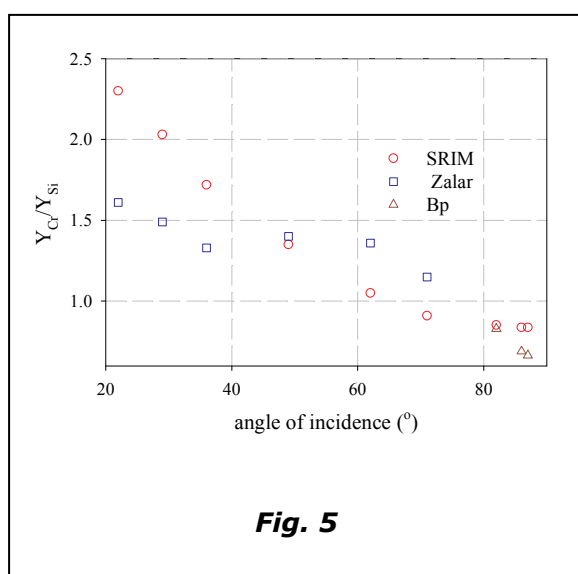 2.5
2.0
1.5
1.0
Y_Cr/Y_Si
SRIM
Zalar
Bp
20 40 60 80
angle of incidence (°)
Fig. 5